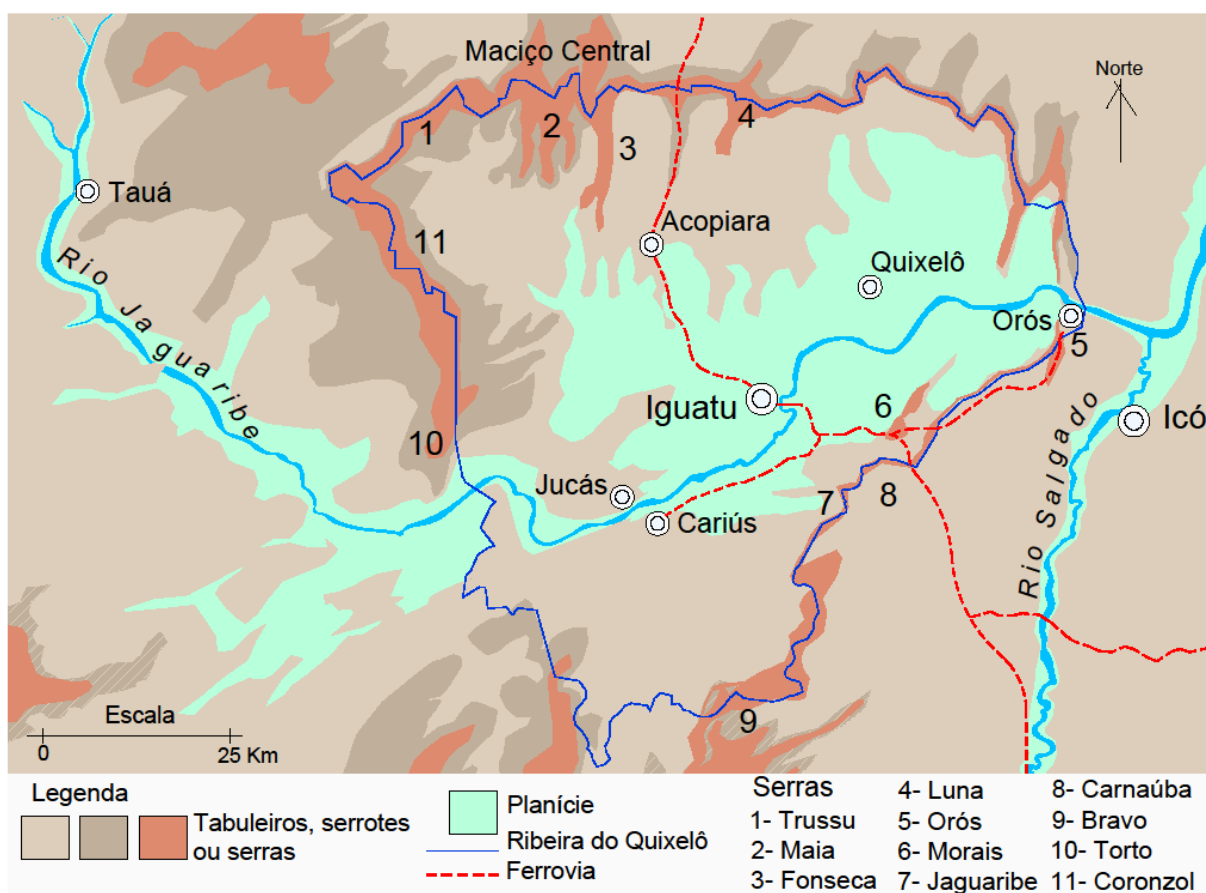 Maciço Central
Norte
1
2
3
4
Tauá
Acopiara
11
Quixelô
Rio Jaguaribe
Orós
5
Iguatu
6
Icó
10
Jucás
7
8
Cariús
Rio Salgado
9
Escala
0
25 Km
Legenda
Tabuleiros, serrotes
ou serras
Planície
Ribeira do Quixelô
Ferrovia
Serras
1- Trussu
2- Maia
3- Fonseca
4- Luna
5- Orós
6- Morais
7- Jaguaribe
8- Carnaúba
9- Bravo
10- Torto
11- Coronzol